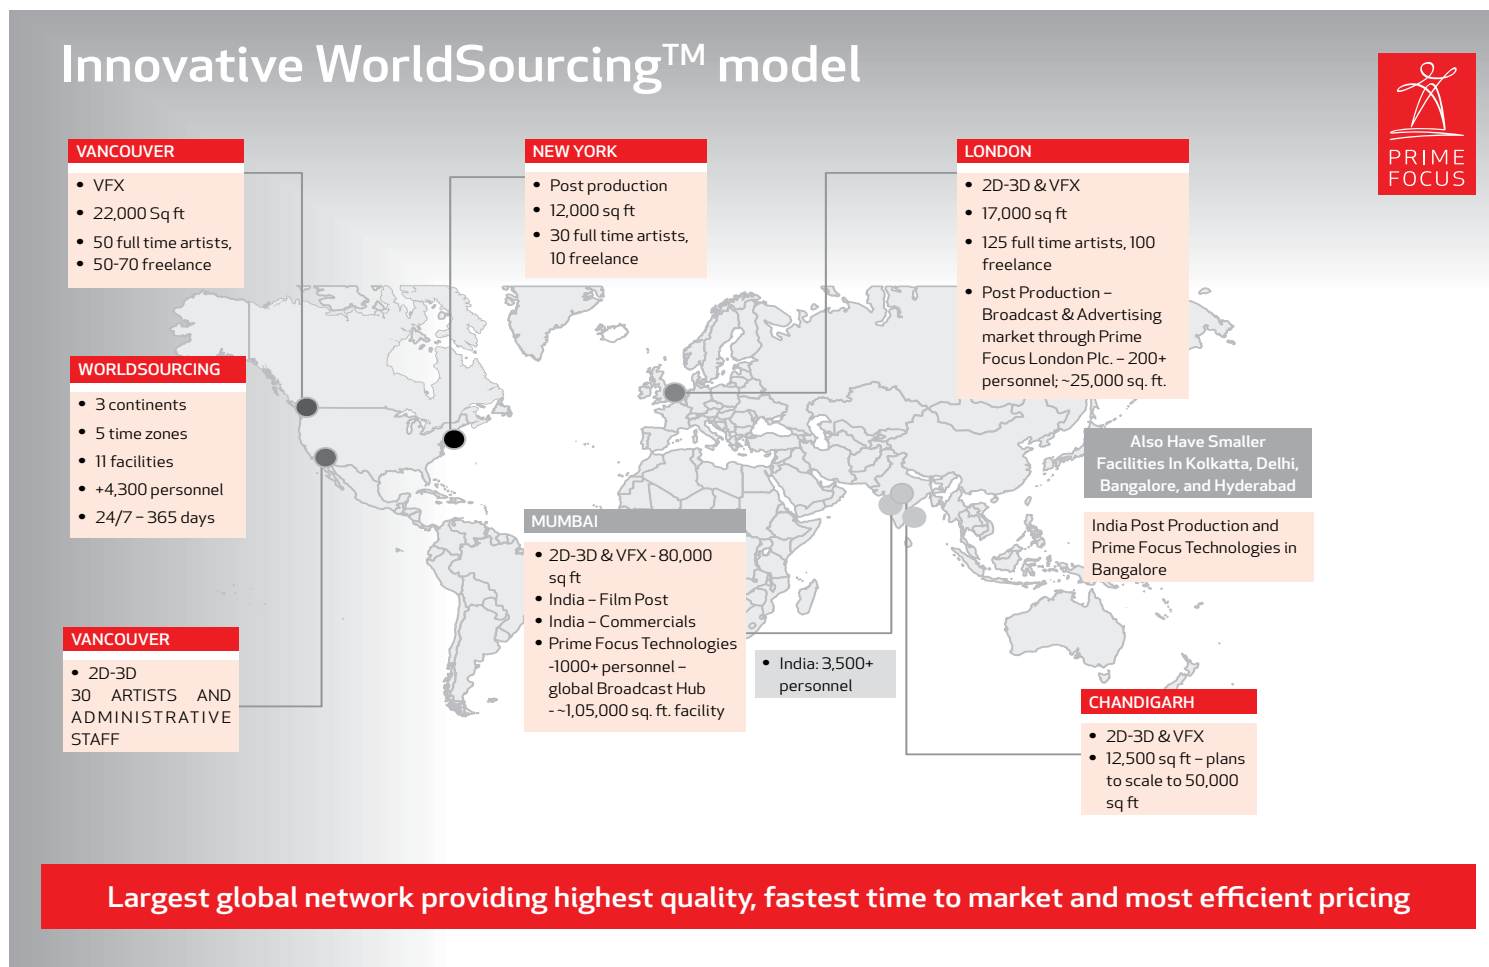 Innovative WorldSourcing™ model
PRIME
FOCUS
VANCOUVER
• VFX
• 22,000 Sq ft
• 50 full time artists,
• 50-70 freelance
NEW YORK
• Post production
• 12,000 sq ft
• 30 full time artists,
10 freelance
LONDON
• 2D-3D & VFX
• 17,000 sq ft
• 125 full time artists, 100
freelance
• Post Production –
Broadcast & Advertising
market through Prime
Focus London Plc. – 200+
personnel; ~25,000 sq. ft.
WORLDSOURCING
• 3 continents
• 5 time zones
• 11 facilities
• +4,300 personnel
• 24/7 – 365 days
Also Have Smaller
Facilities In Kolkatta, Delhi,
Bangalore, and Hyderabad
India Post Production and
Prime Focus Technologies in
Bangalore
MUMBAI
• 2D-3D & VFX - 80,000
sq ft
• India – Film Post
• India – Commercials
• Prime Focus Technologies
-1000+ personnel –
global Broadcast Hub
- ~1,05,000 sq. ft. facility
• India: 3,500+
personnel
VANCOUVER
• 2D-3D
30 ARTISTS AND
ADMINISTRATIVE
STAFF
CHANDIGARH
• 2D-3D & VFX
• 12,500 sq ft – plans
to scale to 50,000
sq ft
Largest global network providing highest quality, fastest time to market and most efficient pricing